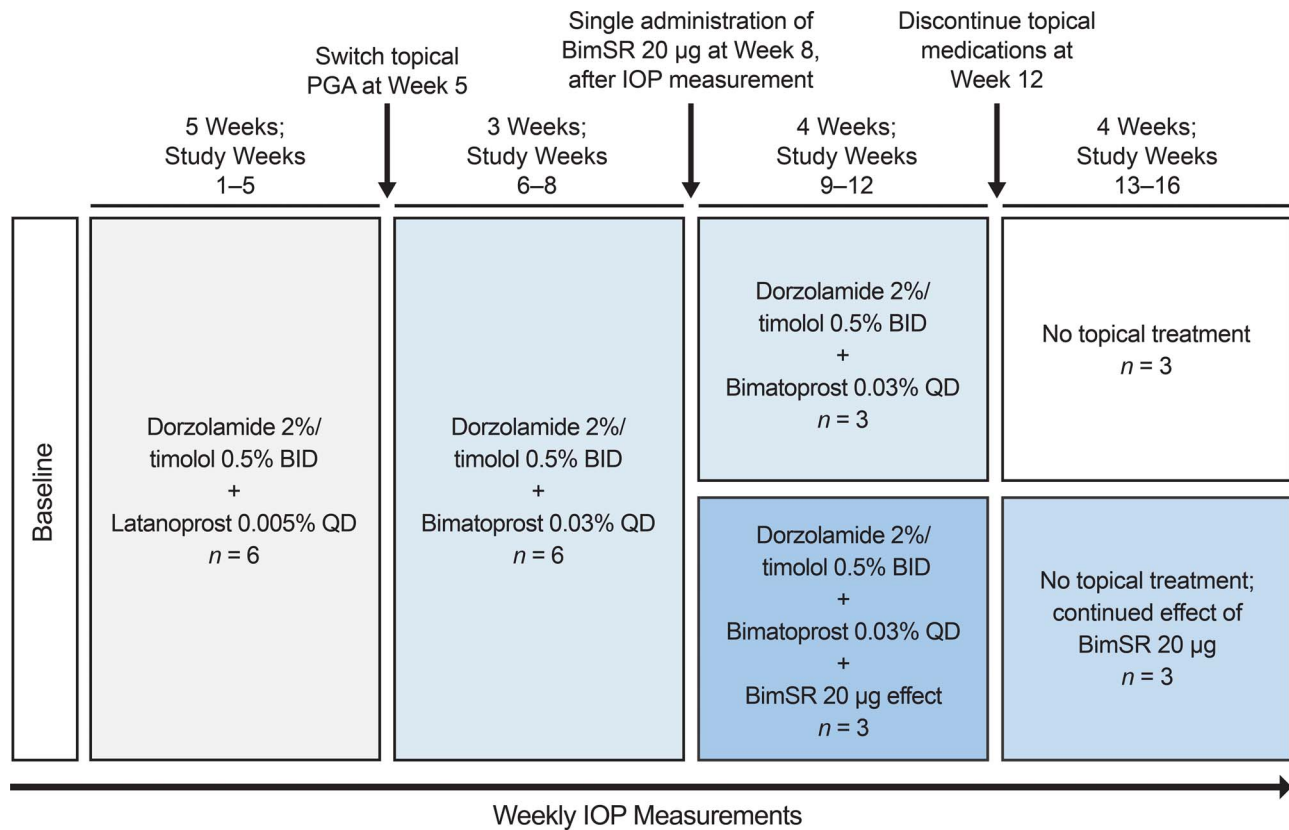 Switch topical
PGA at Week 5
Single administration of
BimSR 20 µg at Week 8,
after IOP measurement
Discontinue topical
medications at
Week 12
5 Weeks;
Study Weeks
1–5
3 Weeks;
Study Weeks
6–8
4 Weeks;
Study Weeks
9–12
4 Weeks;
Study Weeks
13–16
Baseline
Dorzolamide 2%/
timolol 0.5% BID
+
Latanoprost 0.005% QD
n = 6
Dorzolamide 2%/
timolol 0.5% BID
+
Bimatoprost 0.03% QD
n = 6
Dorzolamide 2%/
timolol 0.5% BID
+
Bimatoprost 0.03% QD
n = 3
Dorzolamide 2%/
timolol 0.5% BID
+
Bimatoprost 0.03% QD
+
BimSR 20 µg effect
n = 3
No topical treatment
n = 3
No topical treatment;
continued effect of
BimSR 20 µg
n = 3
Weekly IOP Measurements